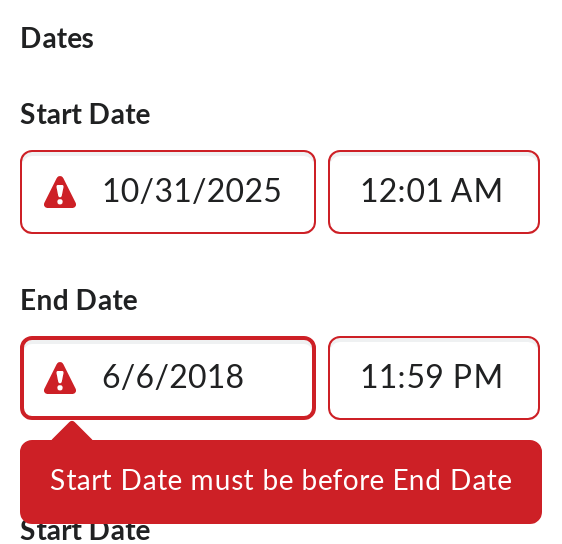 Dates
Start Date
10/31/2025 12:01 AM
End Date
6/6/2018 11:59 PM
Start Date must be before End Date
Start Date